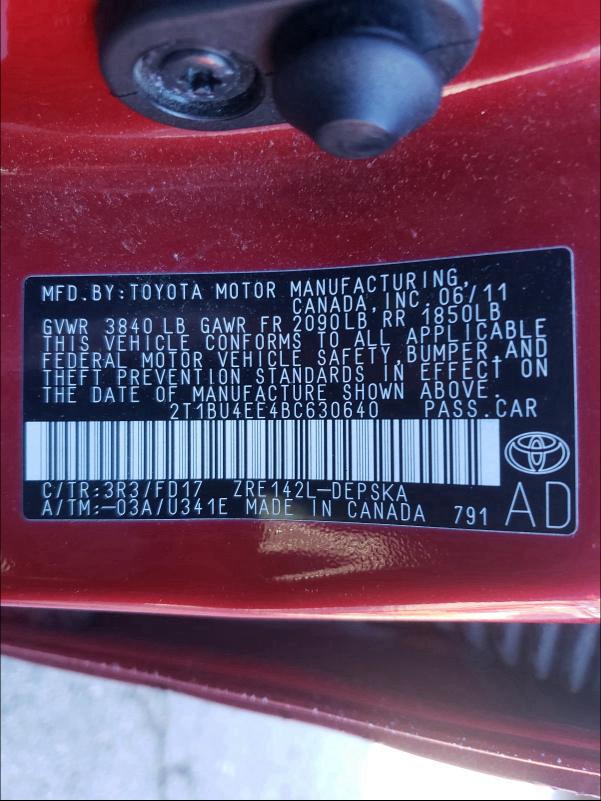 MFD.BY:TOYOTA MOTOR MANUFACTURING,
CANADA,INC.06/11
GVWR 3840 LB GAWR FR 2090LB,RR 1850LB
THIS VEHICLE CONFORMS TO ALL APPLICABLE
FEDERAL MOTOR VEHICLE SAFETY,BUMPER,AND
THEFT PREVENTION STANDARDS IN EFFECT ON
THE DATE OF MANUFACTURE SHOWN ABOVE.
2T1BU4EE4BC630640 PASS.CAR
C/TR:3R3/FD17 ZRE142L-DEPSKA
A/TM:-03A/U341E MADE IN CANADA 791 AD